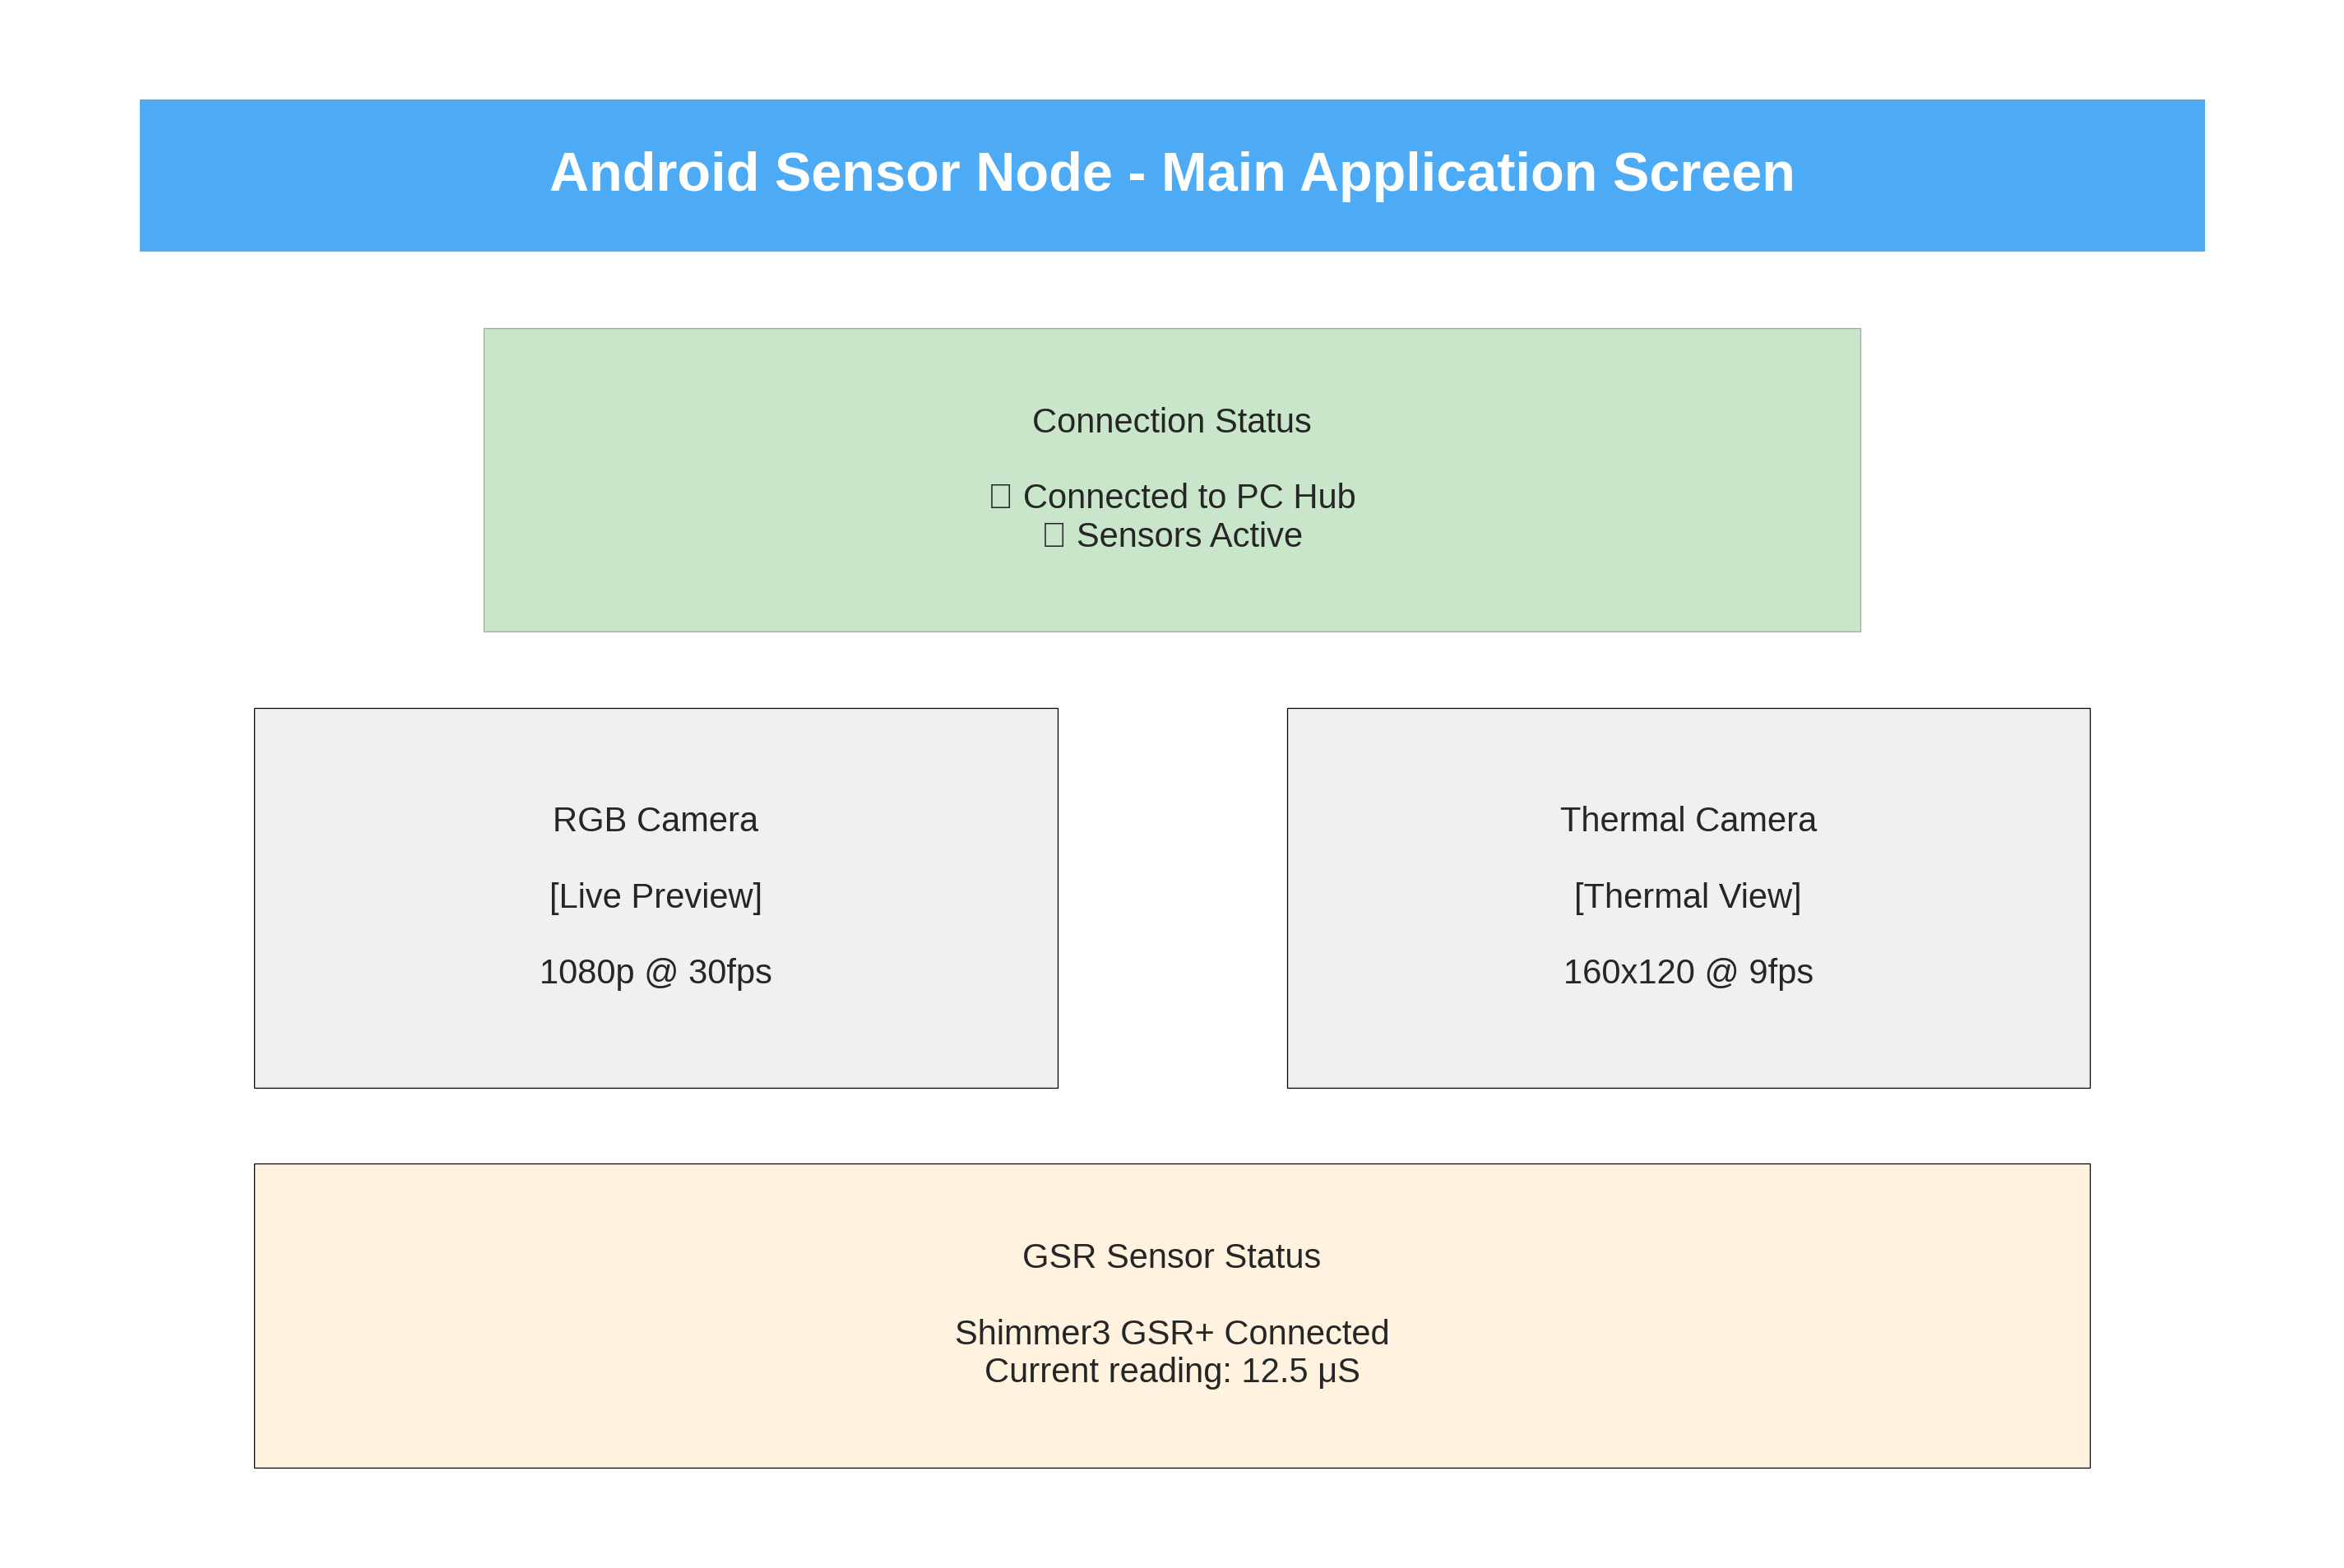 Android Sensor Node - Main Application Screen
Connection Status
▯ Connected to PC Hub
▯ Sensors Active
RGB Camera
[Live Preview]
1080p @ 30fps
Thermal Camera
[Thermal View]
160x120 @ 9fps
GSR Sensor Status
Shimmer3 GSR+ Connected
Current reading: 12.5 μS